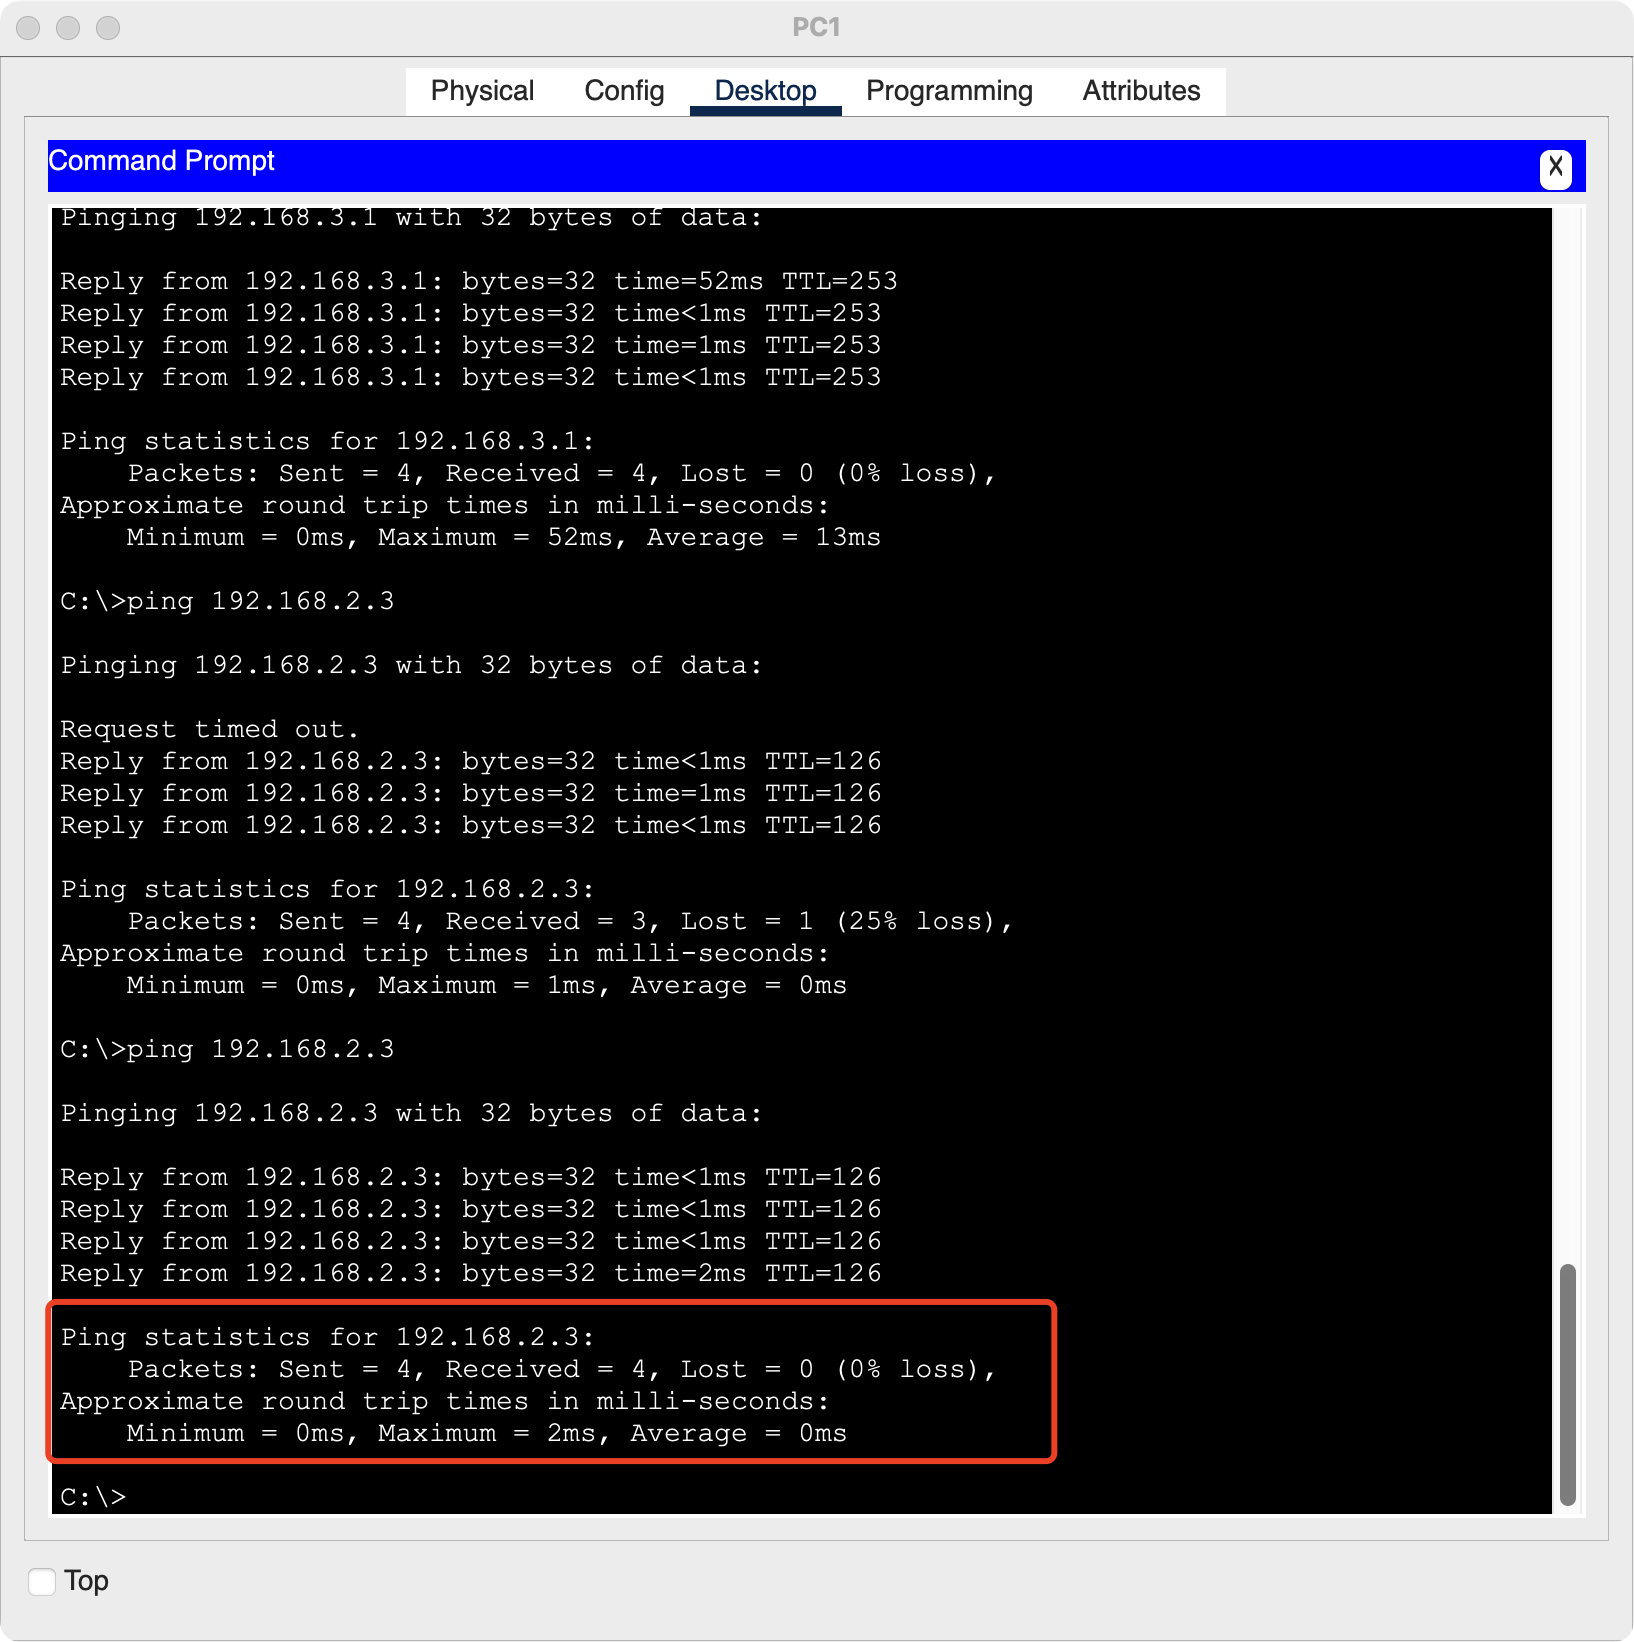 PC1
Physical Config Desktop Programming Attributes
Command Prompt
X
Pinging 192.168.3.1 with 32 bytes of data:
Reply from 192.168.3.1: bytes=32 time=52ms TTL=253
Reply from 192.168.3.1: bytes=32 time<1ms TTL=253
Reply from 192.168.3.1: bytes=32 time=1ms TTL=253
Reply from 192.168.3.1: bytes=32 time<1ms TTL=253
Ping statistics for 192.168.3.1:
    Packets: Sent = 4, Received = 4, Lost = 0 (0% loss),
Approximate round trip times in milli-seconds:
    Minimum = 0ms, Maximum = 52ms, Average = 13ms
C:\>ping 192.168.2.3
Pinging 192.168.2.3 with 32 bytes of data:
Request timed out.
Reply from 192.168.2.3: bytes=32 time<1ms TTL=126
Reply from 192.168.2.3: bytes=32 time=1ms TTL=126
Reply from 192.168.2.3: bytes=32 time<1ms TTL=126
Ping statistics for 192.168.2.3:
    Packets: Sent = 4, Received = 3, Lost = 1 (25% loss),
Approximate round trip times in milli-seconds:
    Minimum = 0ms, Maximum = 1ms, Average = 0ms
C:\>ping 192.168.2.3
Pinging 192.168.2.3 with 32 bytes of data:
Reply from 192.168.2.3: bytes=32 time<1ms TTL=126
Reply from 192.168.2.3: bytes=32 time<1ms TTL=126
Reply from 192.168.2.3: bytes=32 time<1ms TTL=126
Reply from 192.168.2.3: bytes=32 time=2ms TTL=126
Ping statistics for 192.168.2.3:
    Packets: Sent = 4, Received = 4, Lost = 0 (0% loss),
Approximate round trip times in milli-seconds:
    Minimum = 0ms, Maximum = 2ms, Average = 0ms
C:\>
Top